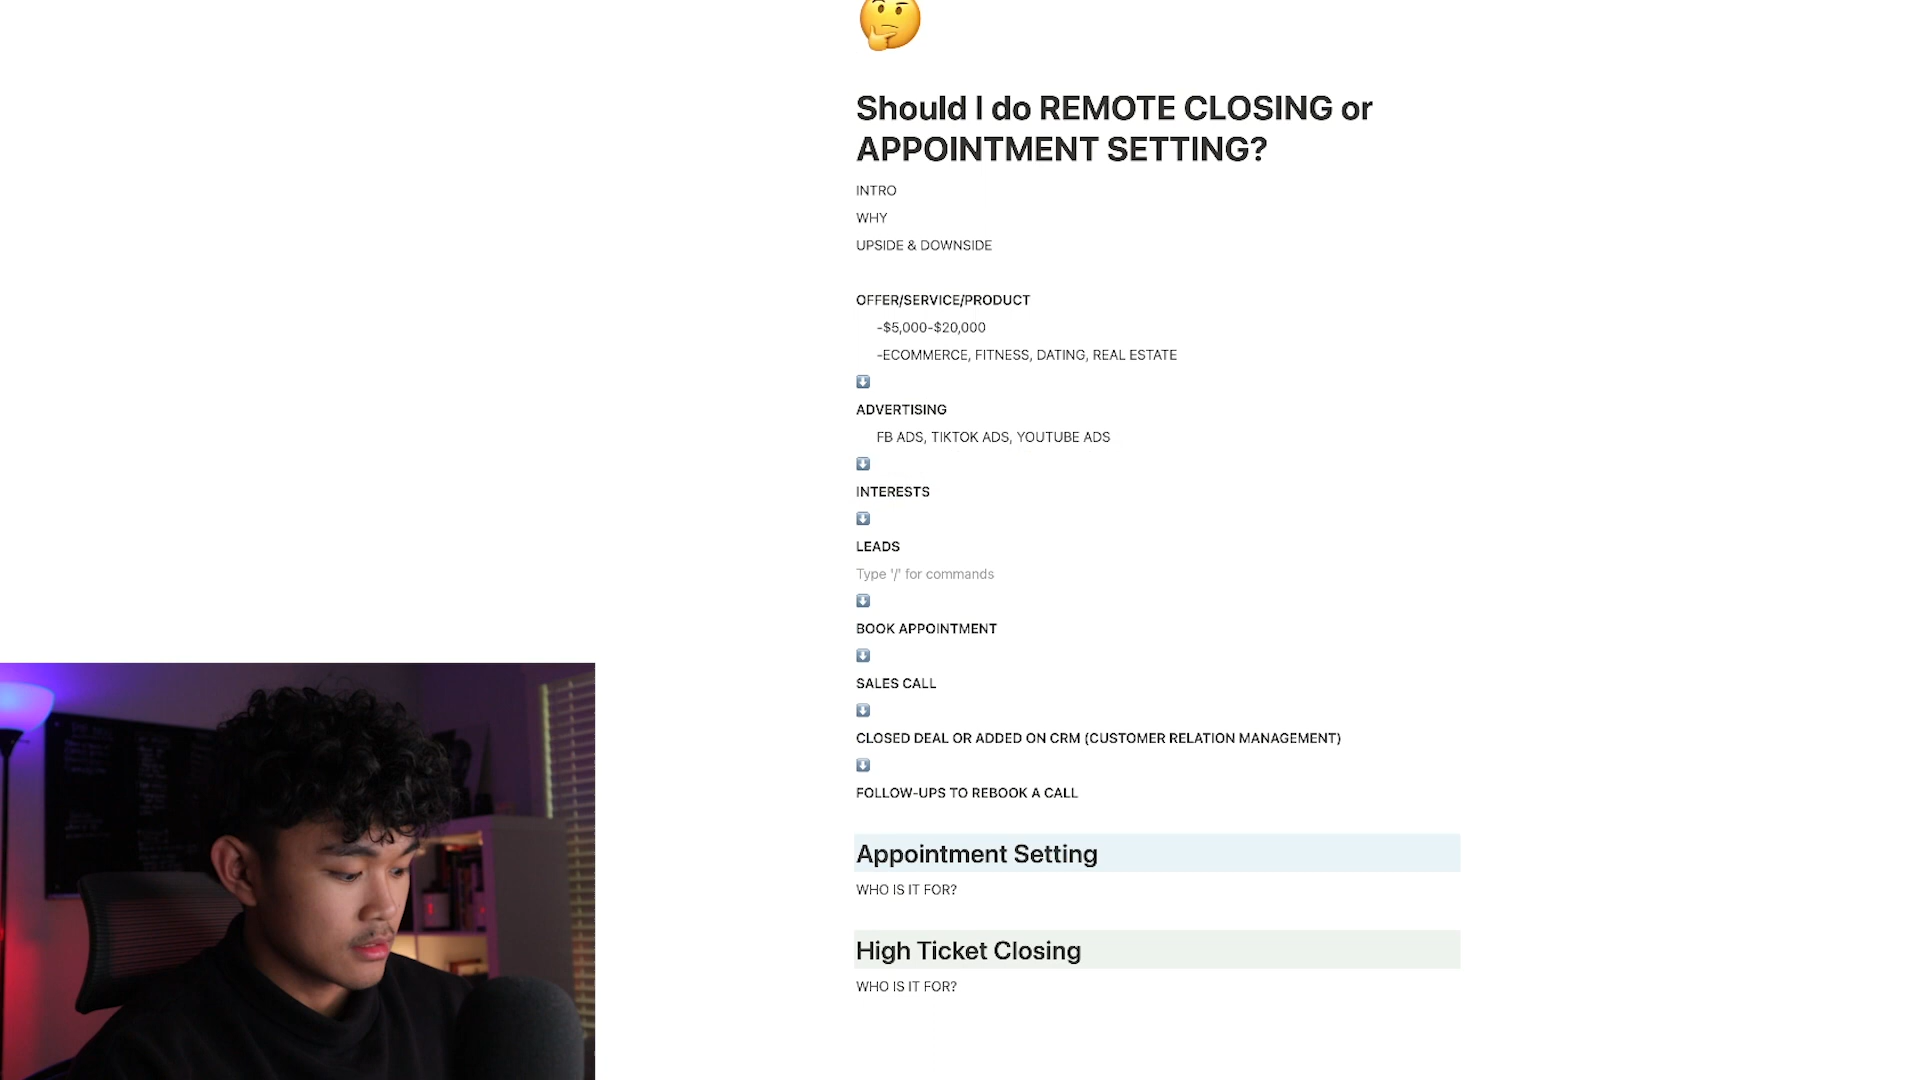 Should I do REMOTE CLOSING or
APPOINTMENT SETTING?
INTRO
WHY
UPSIDE & DOWNSIDE
OFFER/SERVICE/PRODUCT
-$5,000-$20,000
-ECOMMERCE, FITNESS, DATING, REAL ESTATE
ADVERTISING
FB ADS, TIKTOK ADS, YOUTUBE ADS
INTERESTS
LEADS
Type '/' for commands
BOOK APPOINTMENT
SALES CALL
CLOSED DEAL OR ADDED ON CRM (CUSTOMER RELATION MANAGEMENT)
FOLLOW-UPS TO REBOOK A CALL
Appointment Setting
WHO IS IT FOR?
High Ticket Closing
WHO IS IT FOR?